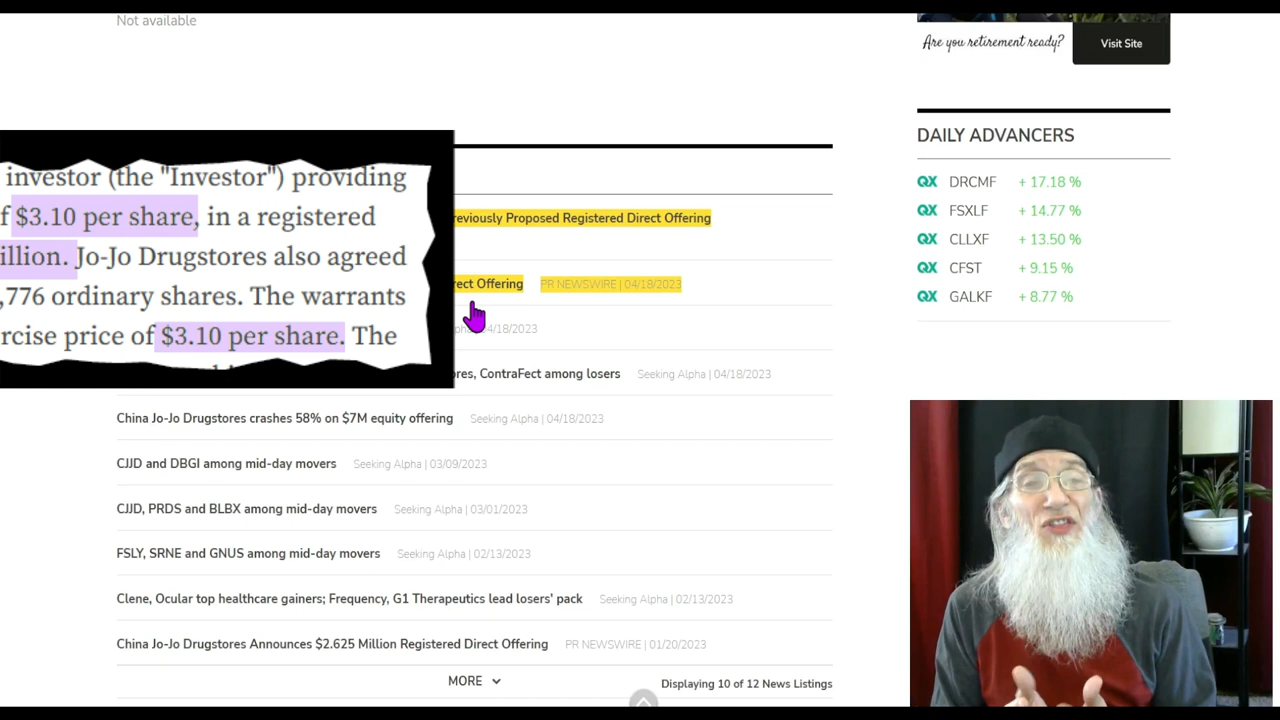 Not available
Are you retirement ready?
Visit Site
investor (the "Investor") providing
f $3.10 per share, in a registered
illion. Jo-Jo Drugstores also agreed
,776 ordinary shares. The warrants
rcise price of $3.10 per share. The
reviously Proposed Registered Direct Offering
rect Offering PR NEWSWIRE | 04/18/2023
alpha | 04/18/2023
ores, ContraFect among losers Seeking Alpha | 04/18/2023
China Jo-Jo Drugstores crashes 58% on $7M equity offering Seeking Alpha | 04/18/2023
CJJD and DBGI among mid-day movers Seeking Alpha | 03/09/2023
CJJD, PRDS and BLBX among mid-day movers Seeking Alpha | 03/01/2023
FSLY, SRNE and GNUS among mid-day movers Seeking Alpha | 02/13/2023
Clene, Ocular top healthcare gainers; Frequency, G1 Therapeutics lead losers' pack Seeking Alpha | 02/13/2023
China Jo-Jo Drugstores Announces $2.625 Million Registered Direct Offering PR NEWSWIRE | 01/20/2023
MORE
Displaying 10 of 12 News Listings
DAILY ADVANCERS
QX DRCMF + 17.18 %
QX FSXLF + 14.77 %
QX CLLXF + 13.50 %
QX CFST + 9.15 %
QX GALKF + 8.77 %